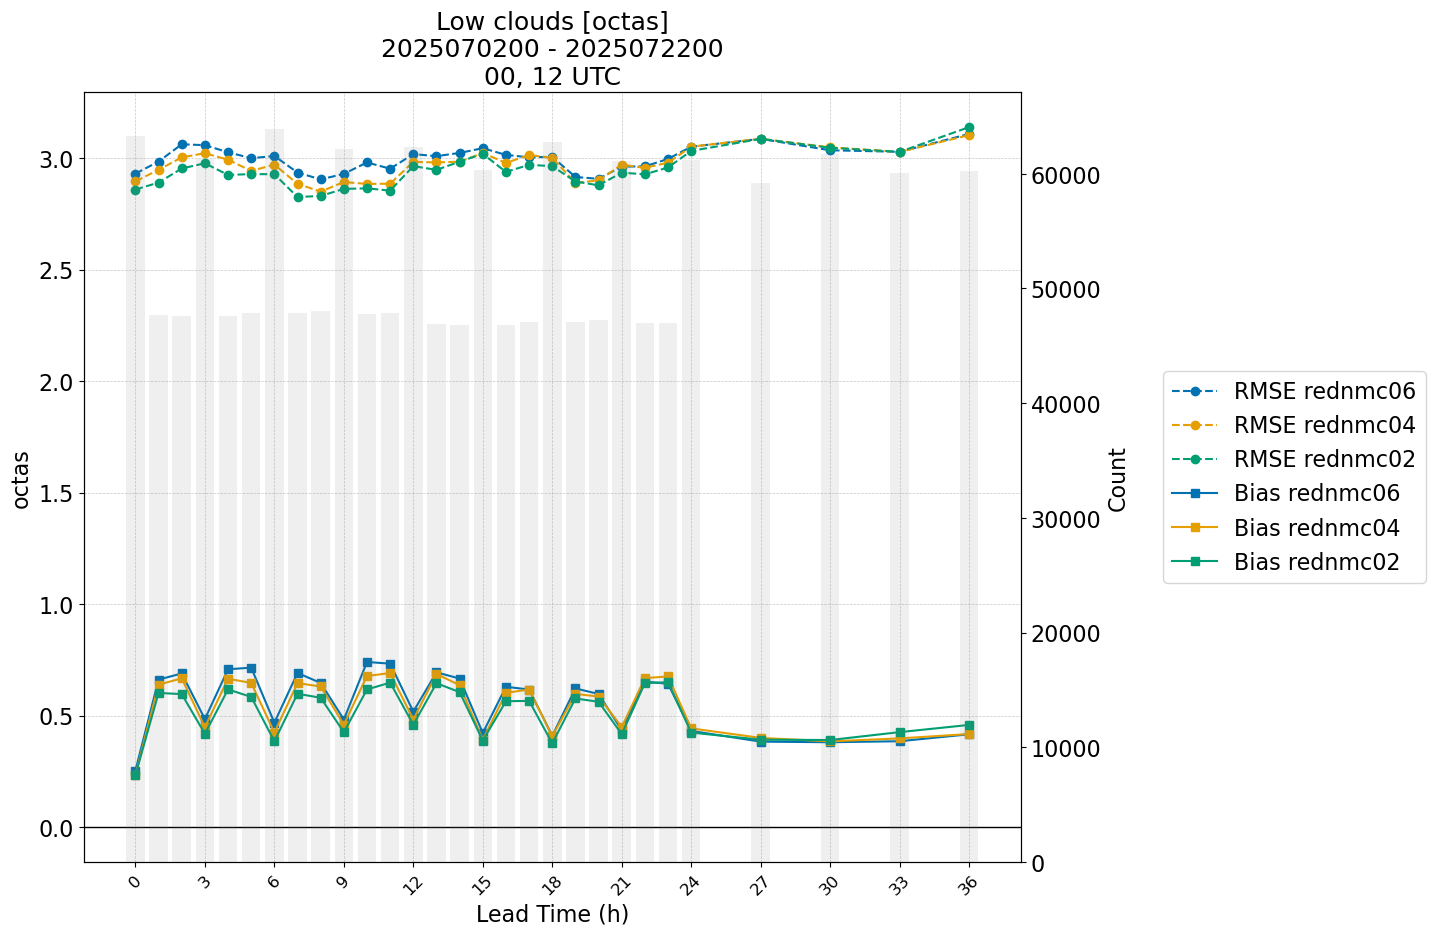 Low clouds [octas]
2025070200 - 2025072200
00, 12 UTC
3.0
2.5
2.0
1.5
1.0
0.5
0.0
octas
60000
50000
40000
30000
20000
10000
0
Count
0 3 6 9 12 15 18 21 24 27 30 33 36
Lead Time (h)
RMSE rednmc06
RMSE rednmc04
RMSE rednmc02
Bias rednmc06
Bias rednmc04
Bias rednmc02